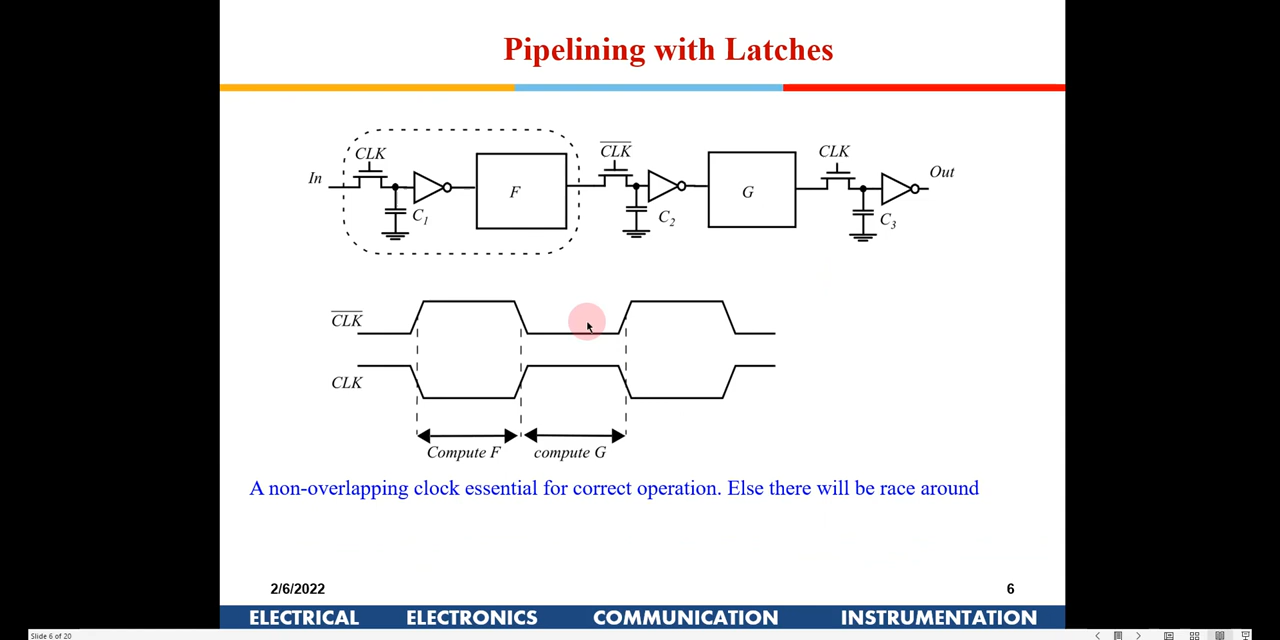 Pipelining with Latches
CLK
CLK
CLK
In
F
G
Out
C1
C2
C3
CLK
CLK
Compute F
compute G
A non-overlapping clock essential for correct operation. Else there will be race around
2/6/2022
6
ELECTRICAL ELECTRONICS COMMUNICATION INSTRUMENTATION
Slide 6 of 20